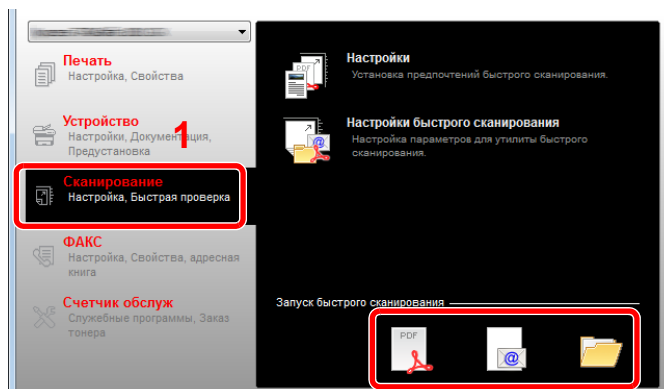 Печать
Настройка, Свойства
Устройство
Настройки, Документация,
Предустановка
1
Сканирование
Настройка, Быстрая проверка
ФАКС
Настройка, Свойства, адресная
книга
Счетчик обслуж
Служебные программы, Заказ
тонера
PDF
Настройки
Установка предпочтений быстрого сканирования.
Настройки быстрого сканирования
Настройка параметров для утилиты быстрого
сканирования.
@
Запуск быстрого сканирования
PDF
@